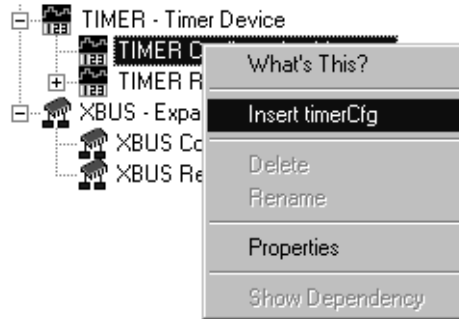 TIMER - Timer Device
TIMER
TIMER R
XBUS - Expa
XBUS Co
XBUS Re
What's This?
Insert timerCfg
Delete
Rename
Properties
Show Dependency